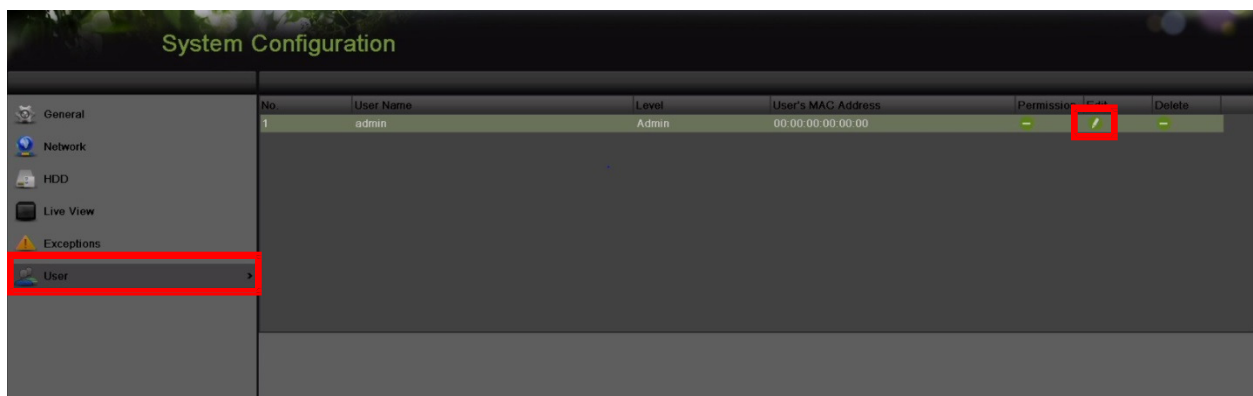 System Configuration
General
Network
HDD
Live View
Exceptions
User
No. User Name Level User's MAC Address Permission Edit Delete
1 admin Admin 00:00:00:00:00:00